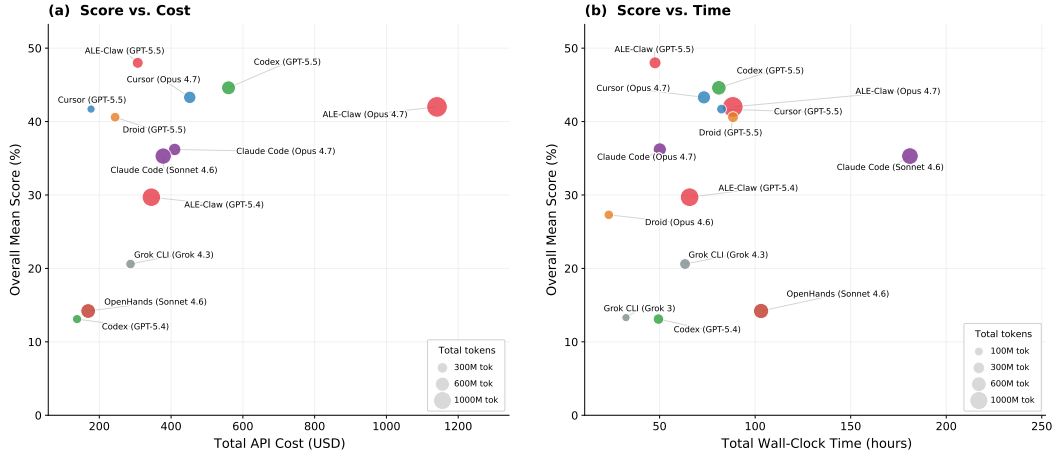 (a) Score vs. Cost
50
40
30
20
10
0
Overall Mean Score (%)
ALE-Claw (GPT-5.5)
Codex (GPT-5.5)
Cursor (Opus 4.7)
Cursor (GPT-5.5)
ALE-Claw (Opus 4.7)
Droid (GPT-5.5)
Claude Code (Opus 4.7)
Claude Code (Sonnet 4.6)
ALE-Claw (GPT-5.4)
Grok CLI (Grok 4.3)
OpenHands (Sonnet 4.6)
Codex (GPT-5.4)
Total tokens
300M tok
600M tok
1000M tok
200 400 600 800 1000 1200
Total API Cost (USD)
(b) Score vs. Time
50
40
30
20
10
0
Overall Mean Score (%)
ALE-Claw (GPT-5.5)
Codex (GPT-5.5)
Cursor (Opus 4.7)
ALE-Claw (Opus 4.7)
Cursor (GPT-5.5)
Droid (GPT-5.5)
Claude Code (Opus 4.7)
Claude Code (Sonnet 4.6)
ALE-Claw (GPT-5.4)
Droid (Opus 4.6)
Grok CLI (Grok 4.3)
OpenHands (Sonnet 4.6)
Grok CLI (Grok 3)
Codex (GPT-5.4)
Total tokens
100M tok
300M tok
600M tok
1000M tok
50 100 150 200 250
Total Wall-Clock Time (hours)